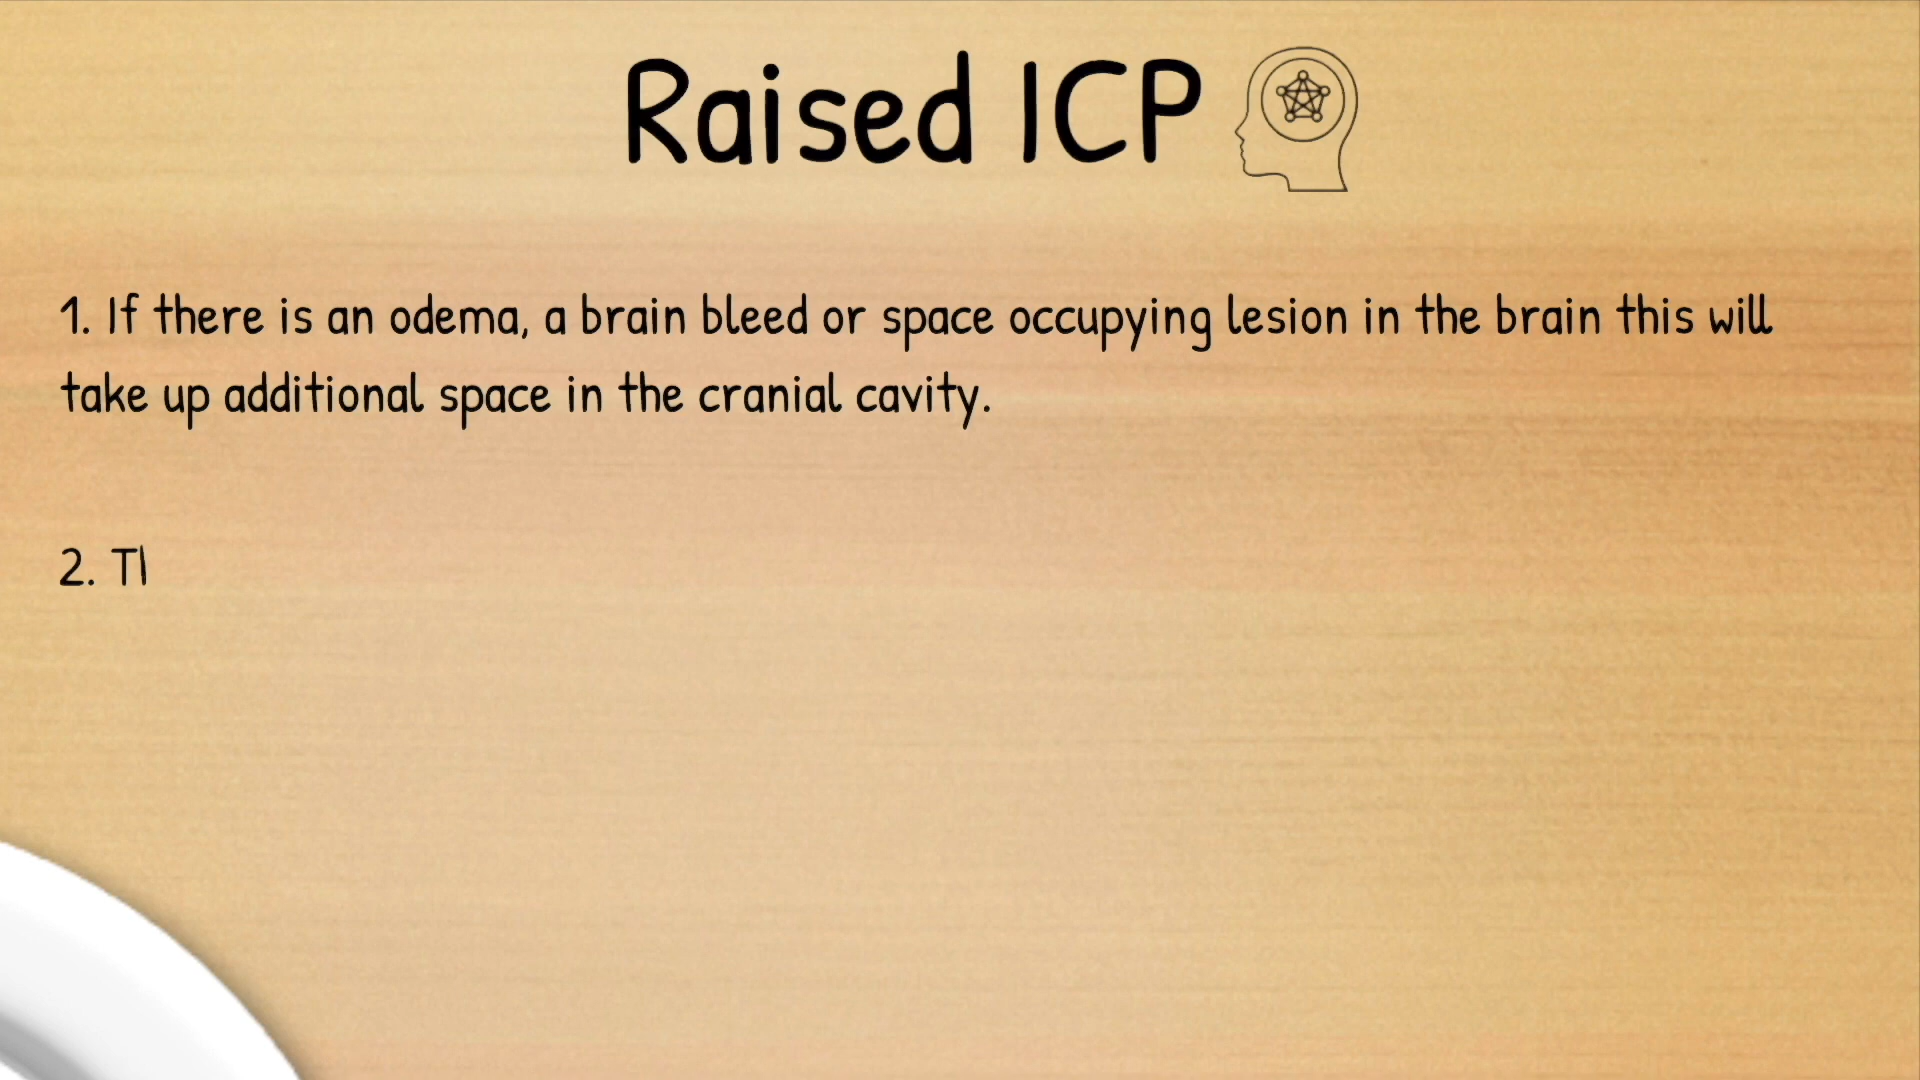 Raised ICP
1. If there is an odema, a brain bleed or space occupying lesion in the brain this will
take up additional space in the cranial cavity.
2. T